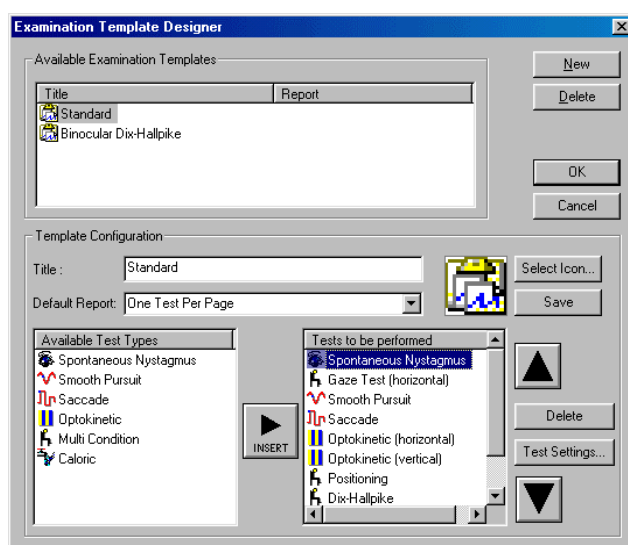 Examination Template Designer
Available Examination Templates
New
Title Report
Delete
Standard
Binocular Dix-Hallpike
OK
Cancel
Template Configuration
Title : Standard
Select Icon...
Default Report: One Test Per Page
Save
Available Test Types
Spontaneous Nystagmus
Smooth Pursuit
Saccade
Optokinetic
Multi Condition
Caloric
INSERT
Tests to be performed
Spontaneous Nystagmus
Gaze Test (horizontal)
Smooth Pursuit
Saccade
Optokinetic (horizontal)
Optokinetic (vertical)
Positioning
Dix-Hallpike
Delete
Test Settings...